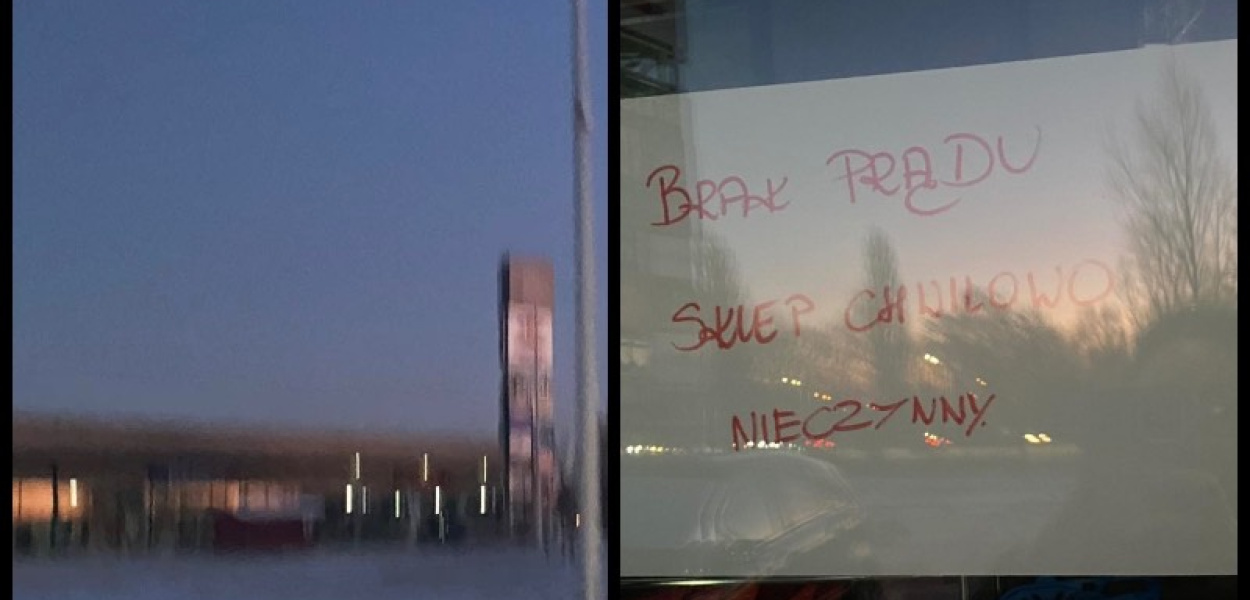 BRAK PRĄDU
SKLEP CHWILOWO
NIECZYNNY.